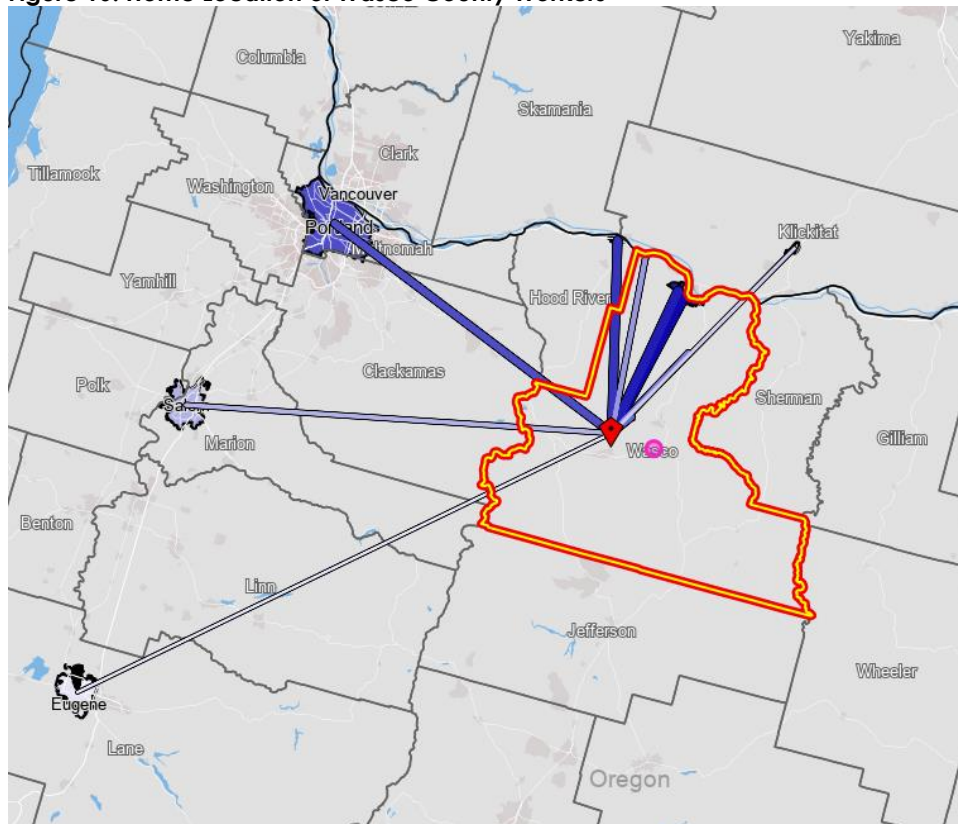 Columbia
Yakima
Skamania
Clark
Tillamook
Washington
Vancouver
Portland
Multnomah
Klickitat
Yamhill
Hood River
Clackamas
Polk
Salem
Sherman
Marion
Wasco
Gilliam
Benton
Linn
Jefferson
Wheeler
Eugene
Lane
Oregon